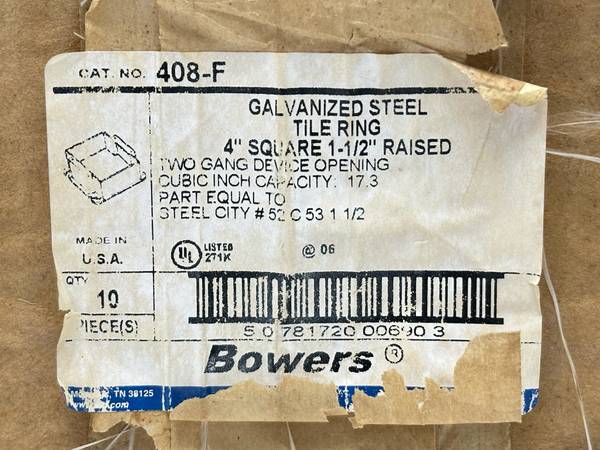 CAT. NO. 408-F
GALVANIZED STEEL
TILE RING
4" SQUARE 1-1/2" RAISED
TWO GANG DEVICE OPENING
CUBIC INCH CAPACITY: 17.3
PART EQUAL TO
STEEL CITY # 52 C 53 1 1/2
MADE IN
U.S.A.
UL LISTED
271K
@ 06
QTY
10
PIECE(S)
5 0 781720 00690 3
Bowers ®
TN 38125